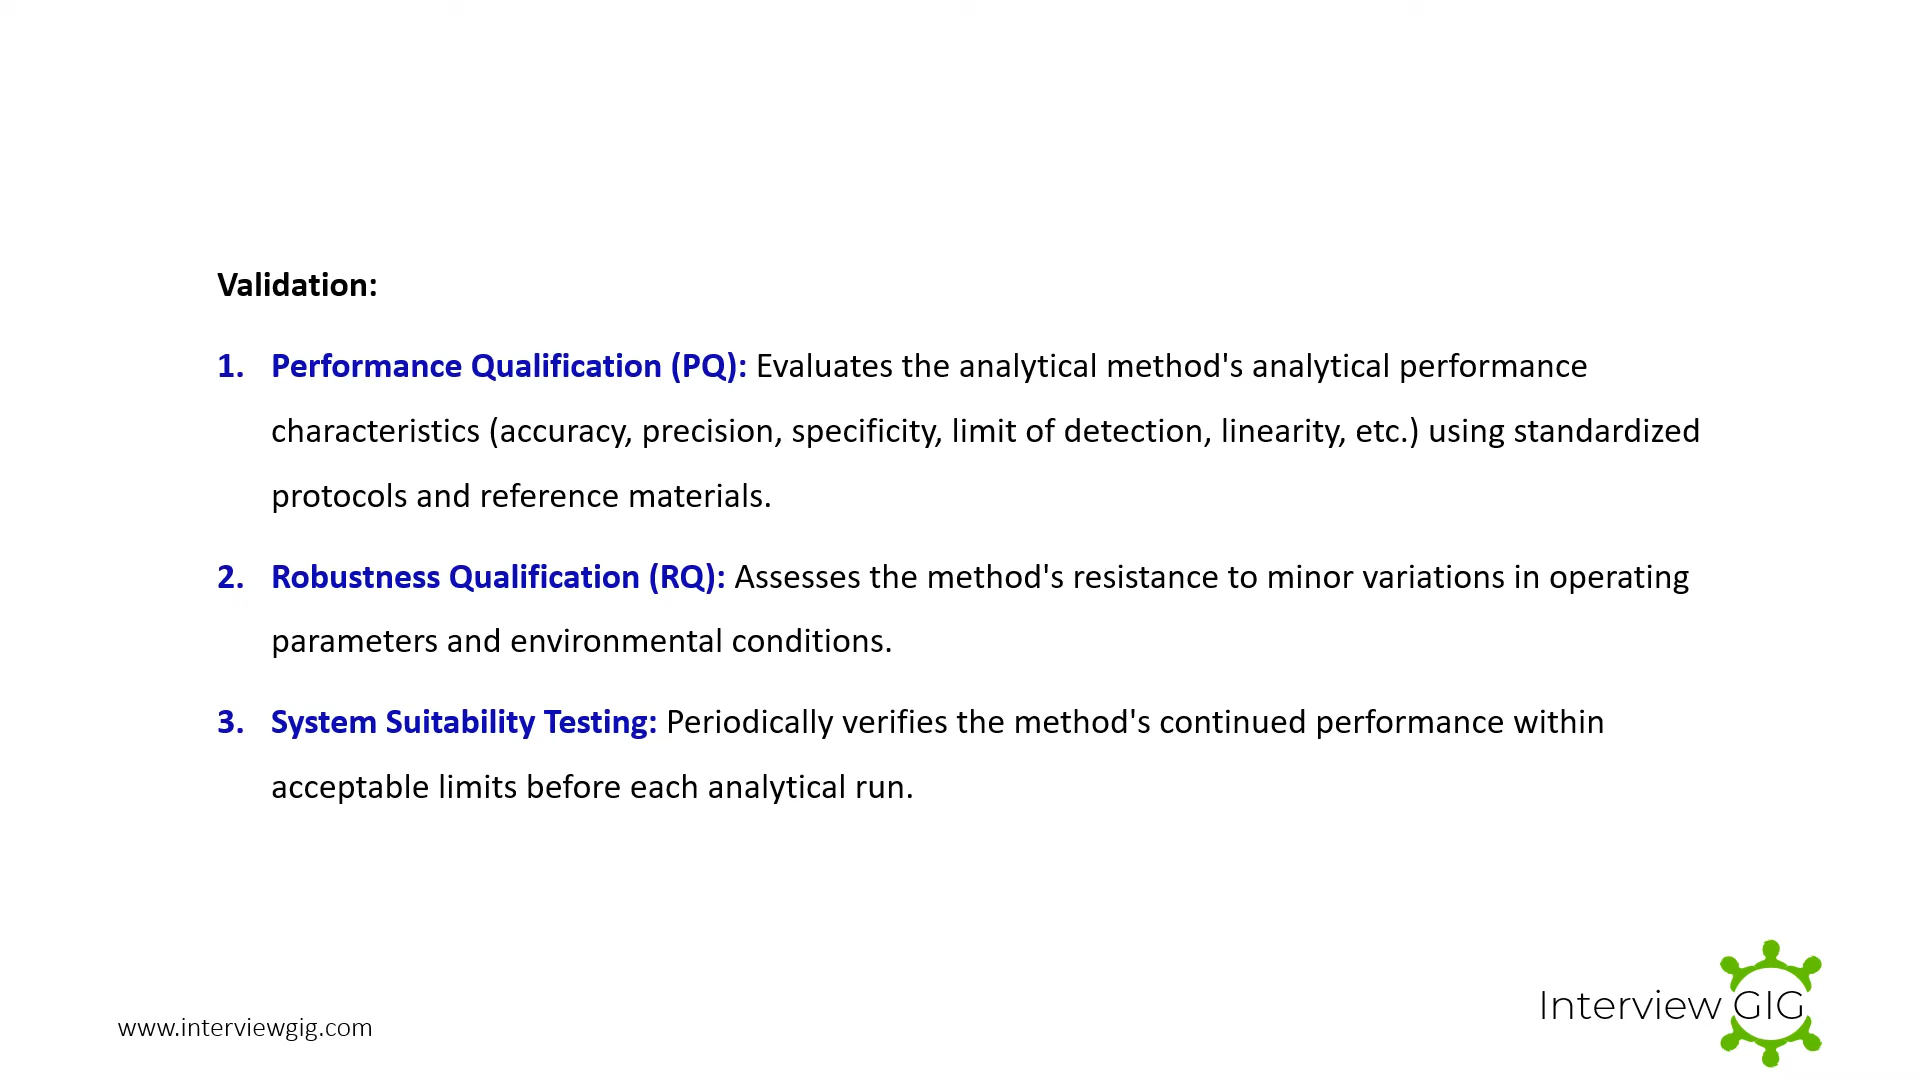 Validation:
1. Performance Qualification (PQ): Evaluates the analytical method's analytical performance
characteristics (accuracy, precision, specificity, limit of detection, linearity, etc.) using standardized
protocols and reference materials.
2. Robustness Qualification (RQ): Assesses the method's resistance to minor variations in operating
parameters and environmental conditions.
3. System Suitability Testing: Periodically verifies the method's continued performance within
acceptable limits before each analytical run.
Interview GIG
www.interviewgig.com